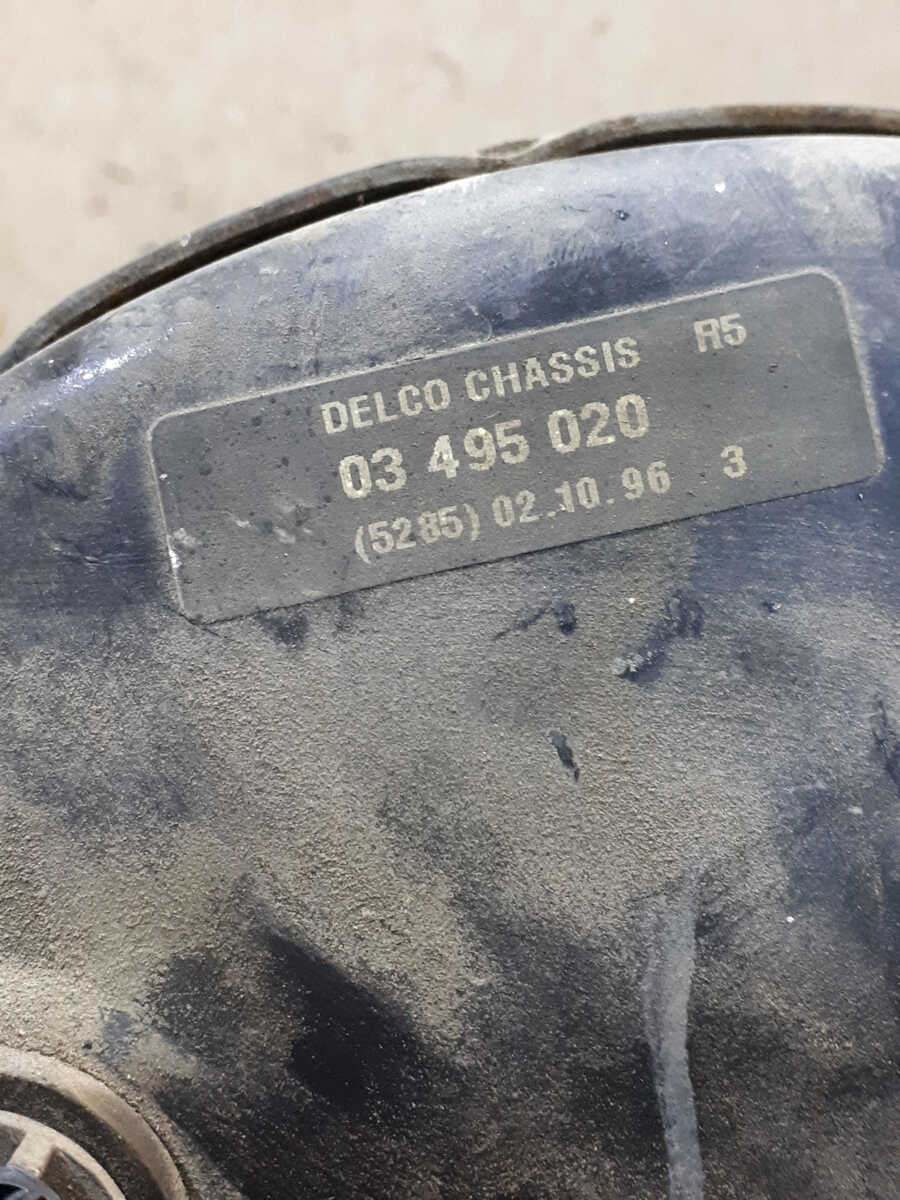 DELCO CHASSIS R5
03 495 020
(5285) 02.10.96 3